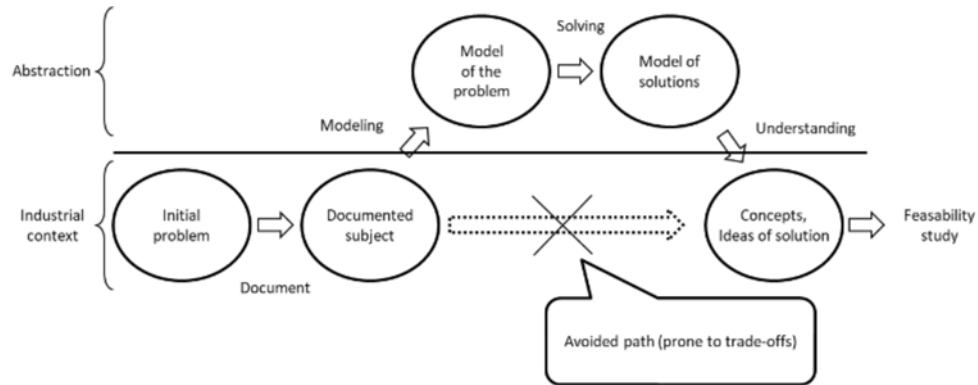 Abstraction
Model
of the
problem
Solving
Model of
solutions
Modeling
Understanding
Industrial
context
Initial
problem
Document
Documented
subject
Concepts,
Ideas of solution
Feasability
study
Avoided path (prone to trade-offs)